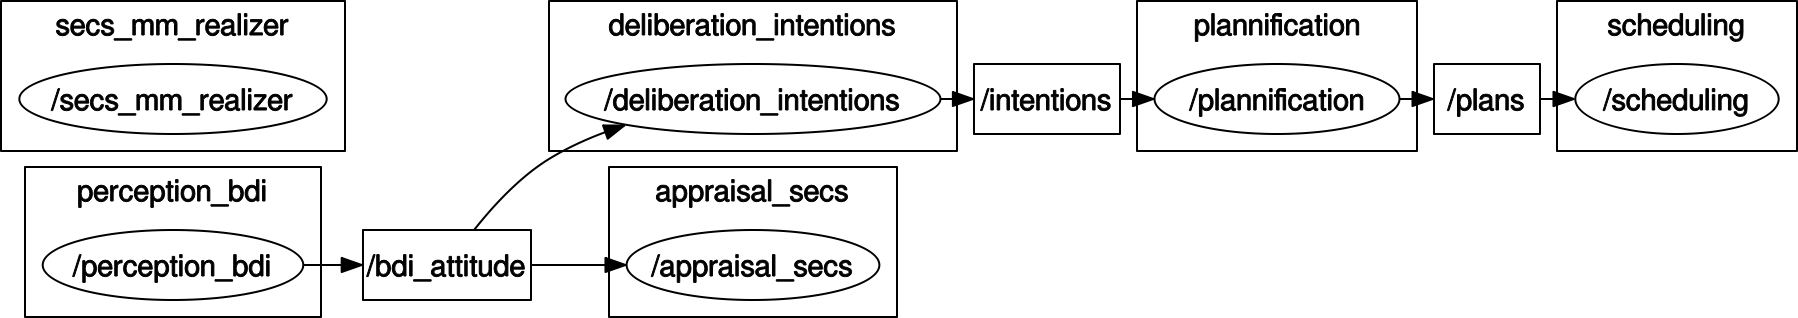 secs_mm_realizer
/secs_mm_realizer
perception_bdi
/perception_bdi
/bdi_attitude
deliberation_intentions
/deliberation_intentions
appraisal_secs
/appraisal_secs
/intentions
plannification
/plannification
/plans
scheduling
/scheduling